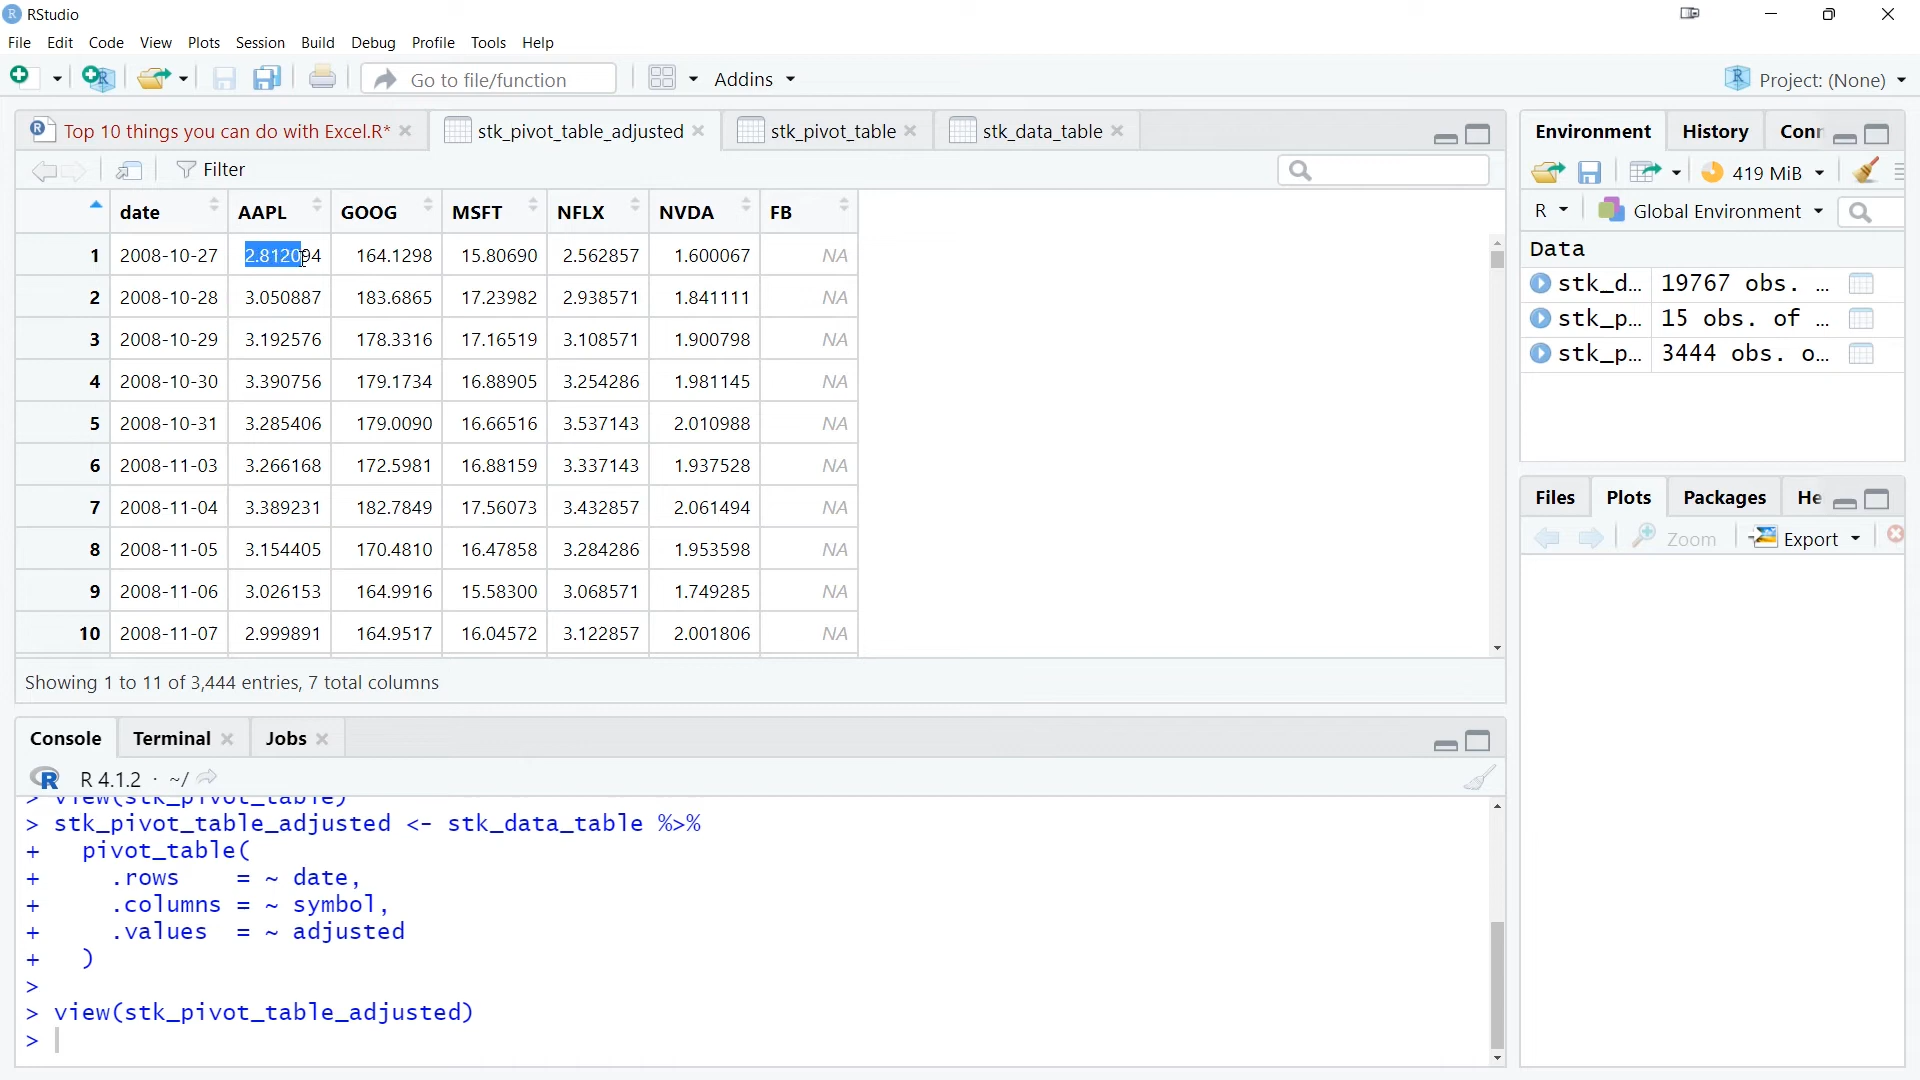 RStudio
File Edit Code View Plots Session Build Debug Profile Tools Help
Go to file/function Addins Project: (None)
Top 10 things you can do with Excel.R* stk_pivot_table_adjusted stk_pivot_table stk_data_table
Filter
date AAPL GOOG MSFT NFLX NVDA FB
1 2008-10-27 2.812094 164.1298 15.80690 2.562857 1.600067 NA
2 2008-10-28 3.050887 183.6865 17.23982 2.938571 1.841111 NA
3 2008-10-29 3.192576 178.3316 17.16519 3.108571 1.900798 NA
4 2008-10-30 3.390756 179.1734 16.88905 3.254286 1.981145 NA
5 2008-10-31 3.285406 179.0090 16.66516 3.537143 2.010988 NA
6 2008-11-03 3.266168 172.5981 16.88159 3.337143 1.937528 NA
7 2008-11-04 3.389231 182.7849 17.56073 3.432857 2.061494 NA
8 2008-11-05 3.154405 170.4810 16.47858 3.284286 1.953598 NA
9 2008-11-06 3.026153 164.9916 15.58300 3.068571 1.749285 NA
10 2008-11-07 2.999891 164.9517 16.04572 3.122857 2.001806 NA
Showing 1 to 11 of 3,444 entries, 7 total columns
Console Terminal Jobs
R 4.1.2 · ~/
> view(stk_pivot_table)
> stk_pivot_table_adjusted <- stk_data_table %>%
+ pivot_table(
+ .rows = ~ date,
+ .columns = ~ symbol,
+ .values = ~ adjusted
+ )
>
> view(stk_pivot_table_adjusted)
>
Environment History Conn
419 MiB
R Global Environment
Data
stk_d... 19767 obs. ...
stk_p... 15 obs. of ...
stk_p... 3444 obs. o...
Files Plots Packages He
Zoom Export